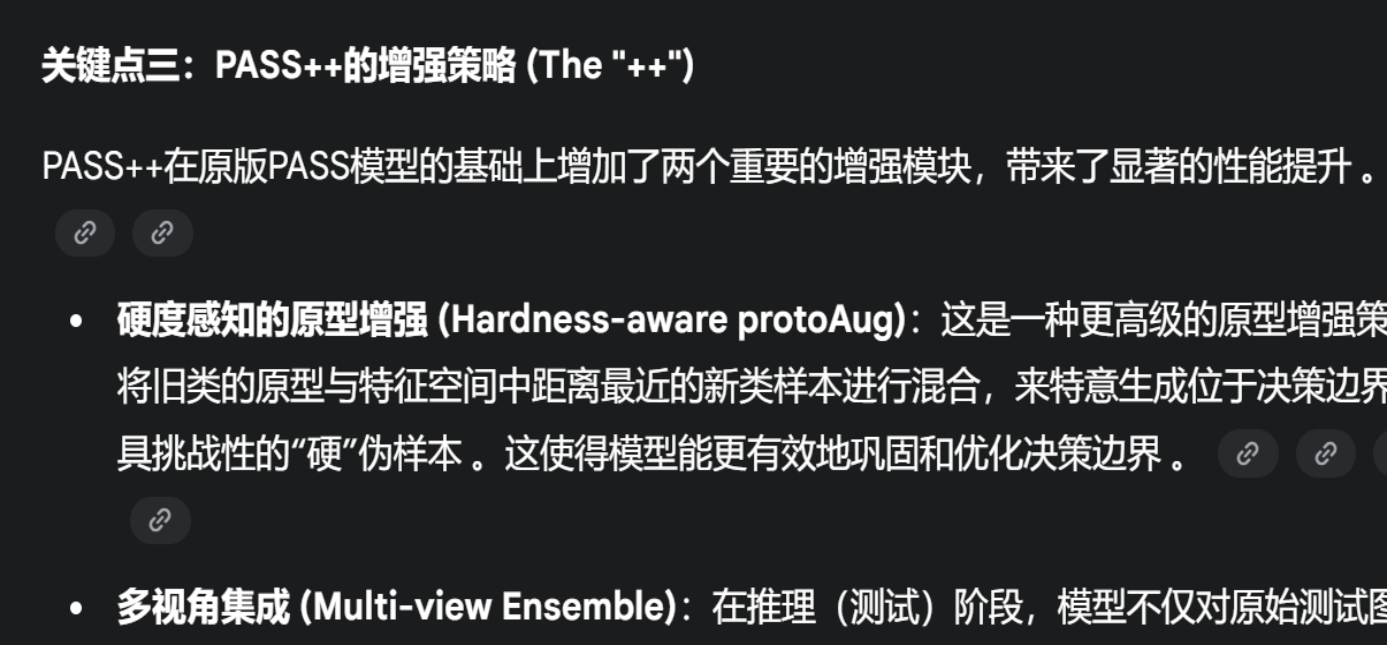 关键点三：PASS++的增强策略 (The "++")
PASS++在原版PASS模型的基础上增加了两个重要的增强模块，带来了显著的性能提升 。
硬度感知的原型增强 (Hardness-aware protoAug)：这是一种更高级的原型增强策
将旧类的原型与特征空间中距离最近的新类样本进行混合，来特意生成位于决策边界
具挑战性的“硬”伪样本 。这使得模型能更有效地巩固和优化决策边界 。
多视角集成 (Multi-view Ensemble)：在推理（测试）阶段，模型不仅对原始测试图